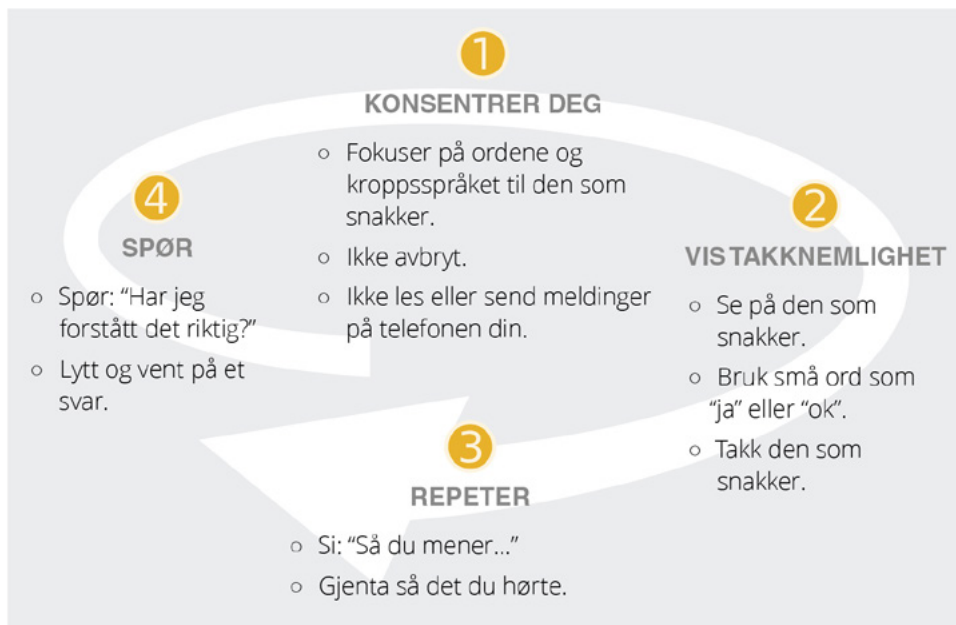 1
KONSENTRER DEG
○ Fokuser på ordene og
kroppsspråket til den som
snakker.
○ Ikke avbryt.
○ Ikke les eller send meldinger
på telefonen din.
2
VIS TAKKNEMLIGHET
○ Se på den som
snakker.
○ Bruk små ord som
“ja” eller “ok”.
○ Takk den som
snakker.
3
REPETER
○ Si: “Så du mener...”
○ Gjenta så det du hørte.
4
SPØR
○ Spør: “Har jeg
forstått det riktig?”
○ Lytt og vent på et
svar.